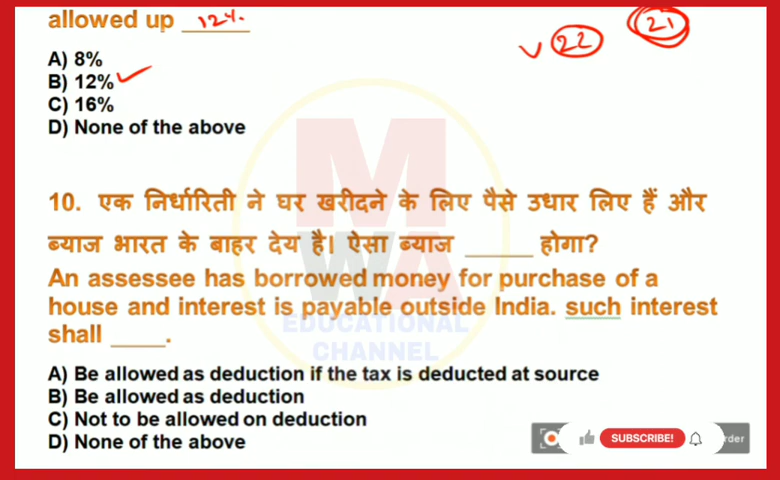 allowed up 12%.
22
21
A) 8%
B) 12%
C) 16%
D) None of the above
10. एक निर्धारिती ने घर खरीदने के लिए पैसे उधार लिए हैं और
ब्याज भारत के बाहर देय है। ऐसा ब्याज ______ होगा?
An assessee has borrowed money for purchase of a
house and interest is payable outside India. such interest
shall _____.
MWA
EDUCATIONAL
CHANNEL
A) Be allowed as deduction if the tax is deducted at source
B) Be allowed as deduction
C) Not to be allowed on deduction
D) None of the above
SUBSCRIBE!
rder